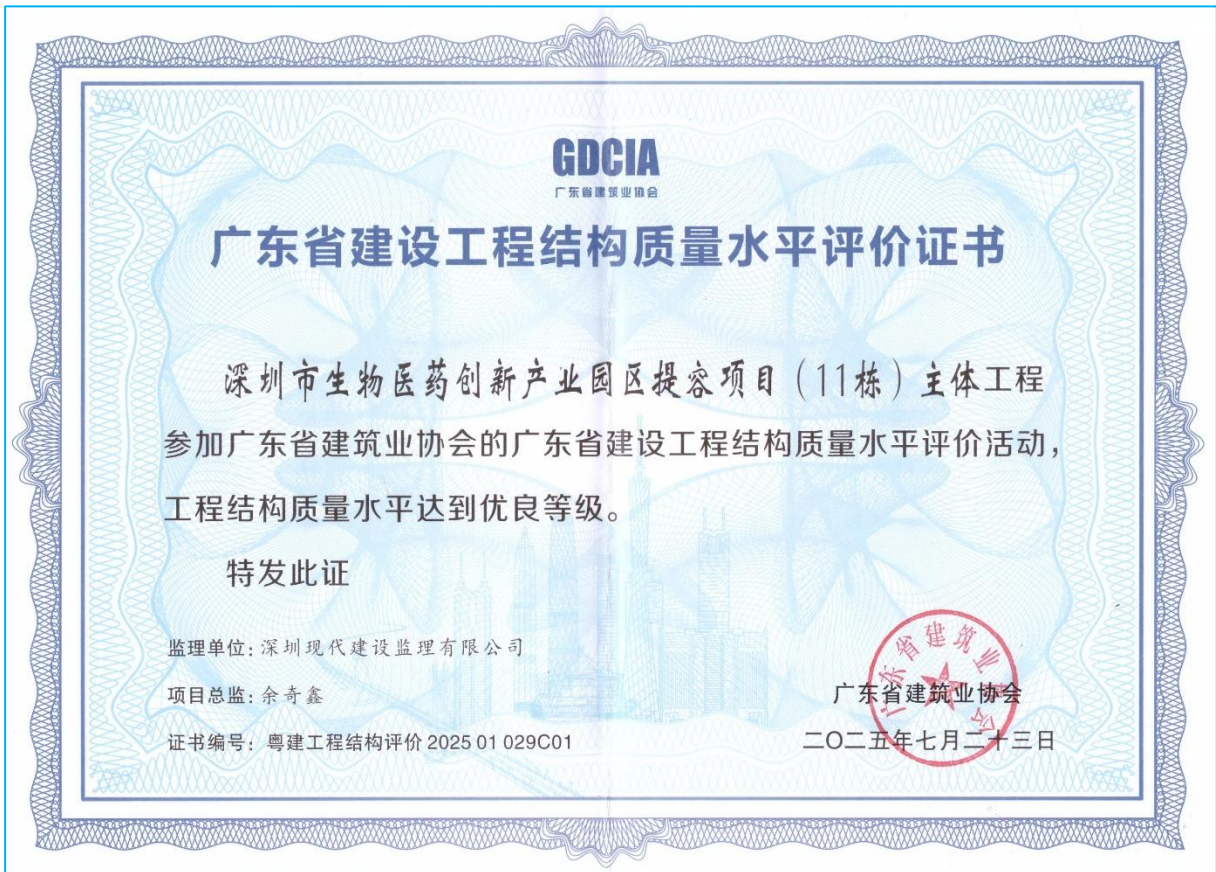 GDCIA
广东省建筑业协会
广东省建设工程结构质量水平评价证书
深圳市生物医药创新产业园区提容项目（11栋）主体工程
参加广东省建筑业协会的广东省建设工程结构质量水平评价活动，
工程结构质量水平达到优良等级。
特发此证
监理单位：深圳现代建设监理有限公司
项目总监：余奇鑫
证书编号：粤建工程结构评价 2025 01 029C01
广东省建筑业协会
二〇二五年七月二十三日
广东省建筑业协会